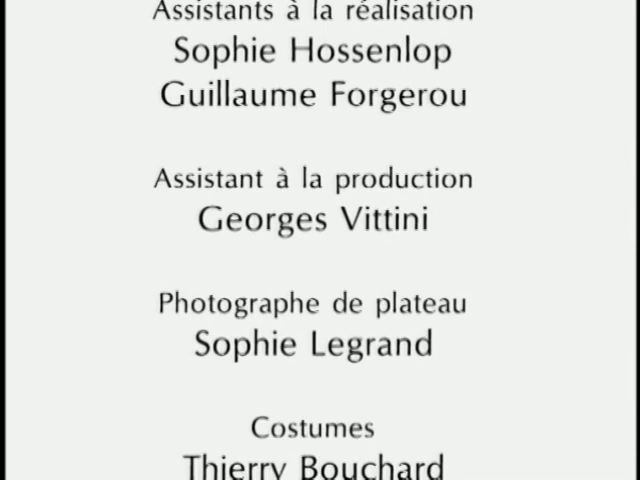 Assistants à la réalisation
Sophie Hossenlop
Guillaume Forgerou
Assistant à la production
Georges Vittini
Photographe de plateau
Sophie Legrand
Costumes
Thierry Bouchard